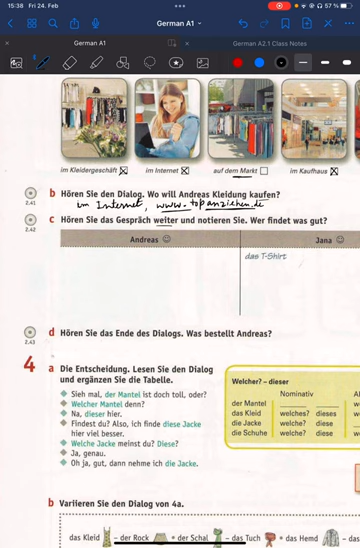 15:38 Fri 24. Feb
57 %
German A1
German A1
German A2.1 Class Notes
im Kleidergeschäft
im Internet
auf dem Markt
im Kaufhaus
b Hören Sie den Dialog. Wo will Andreas Kleidung kaufen?
2.41
im Internet, www.topanziehen.de
c Hören Sie das Gespräch weiter und notieren Sie. Wer findet was gut?
2.42
Andreas
Jana
das T-Shirt
d Hören Sie das Ende des Dialogs. Was bestellt Andreas?
2.43
4
a Die Entscheidung. Lesen Sie den Dialog
und ergänzen Sie die Tabelle.
Sieh mal, der Mantel ist doch toll, oder?
Welcher Mantel denn?
Na, dieser hier.
Findest du? Also, ich finde diese Jacke
hier viel besser.
Welche Jacke meinst du? Diese?
Ja, genau.
Oh ja, gut, dann nehme ich die Jacke.
Welcher? – dieser
Nominativ
der Mantel
das Kleid welches? dieses
die Jacke welche? diese
die Schuhe welche? diese
b Variieren Sie den Dialog von 4a.
das Kleid – der Rock • der Schal – das Tuch • das Hemd – das